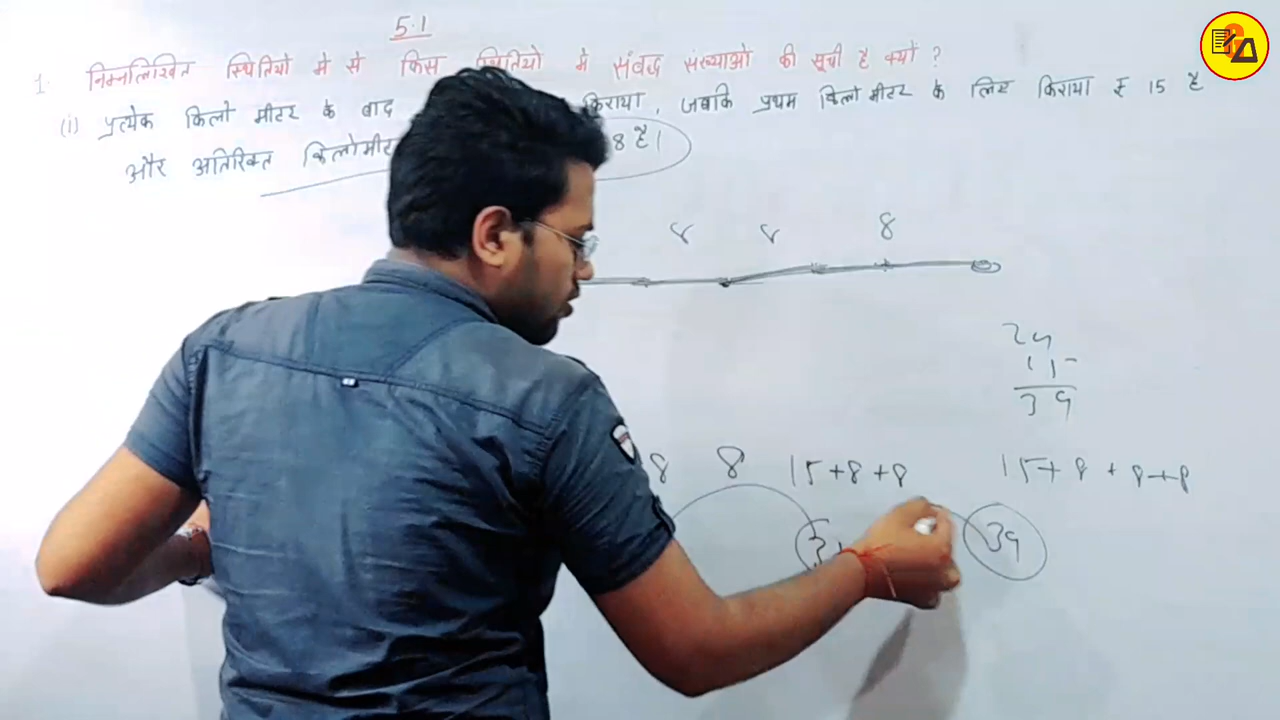 5.1
1. निम्नलिखित स्थितियो मे से किस स्थितियो मे संबद्ध संख्याओ की सूची है क्यो ?
(i) प्रत्येक किलो मीटर के बाद किराया, जबकि प्रथम किलो मीटर के लिए किराया ₹ 15 है
और अतिरिक्त 8 है।
8 8 8
24
15
39
8 8 15+8+8 15+8+8+8
39